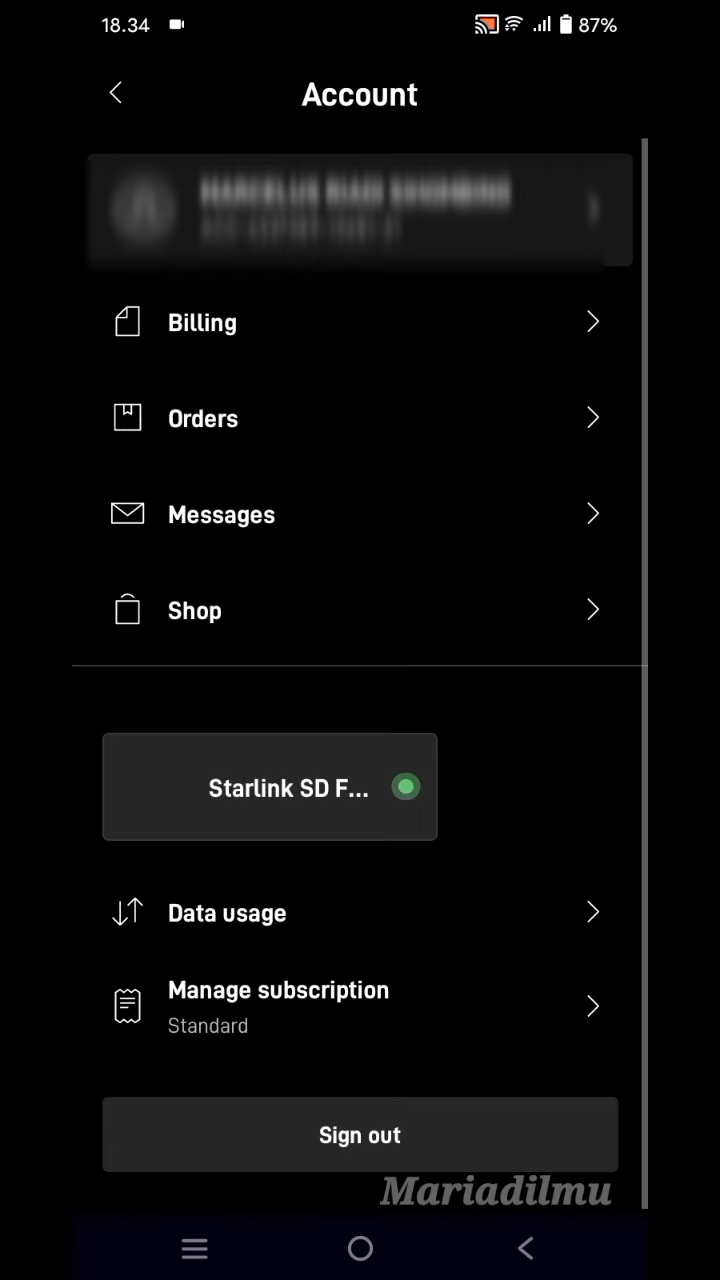 18.34 87%
Account
Billing
Orders
Messages
Shop
Starlink SD F...
Data usage
Manage subscription
Standard
Sign out
Mariadilmu